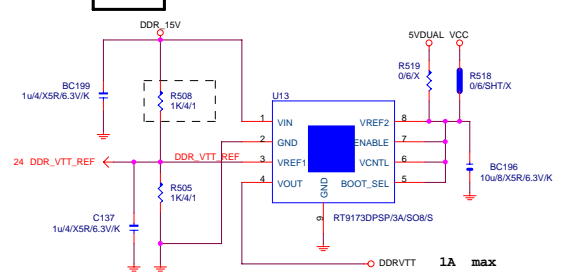 DDR_15V
5VDUAL VCC
R519
0/6/X
R518
0/6/SHT/X
BC199
1u/4/X5R/6.3V/K
R508
1K/4/1
U13
1 VIN VREF2 8
2 GND ENABLE 7
24 DDR_VTT_REF DDR_VTT_REF 3 VREF1 VCNTL 6
4 VOUT BOOT_SEL 5
GND
9
BC196
10u/8/X5R/6.3V/K
R505
1K/4/1
C137
1u/4/X5R/6.3V/K
RT9173DPSP/3A/SO8/S
DDRVTT 1A max